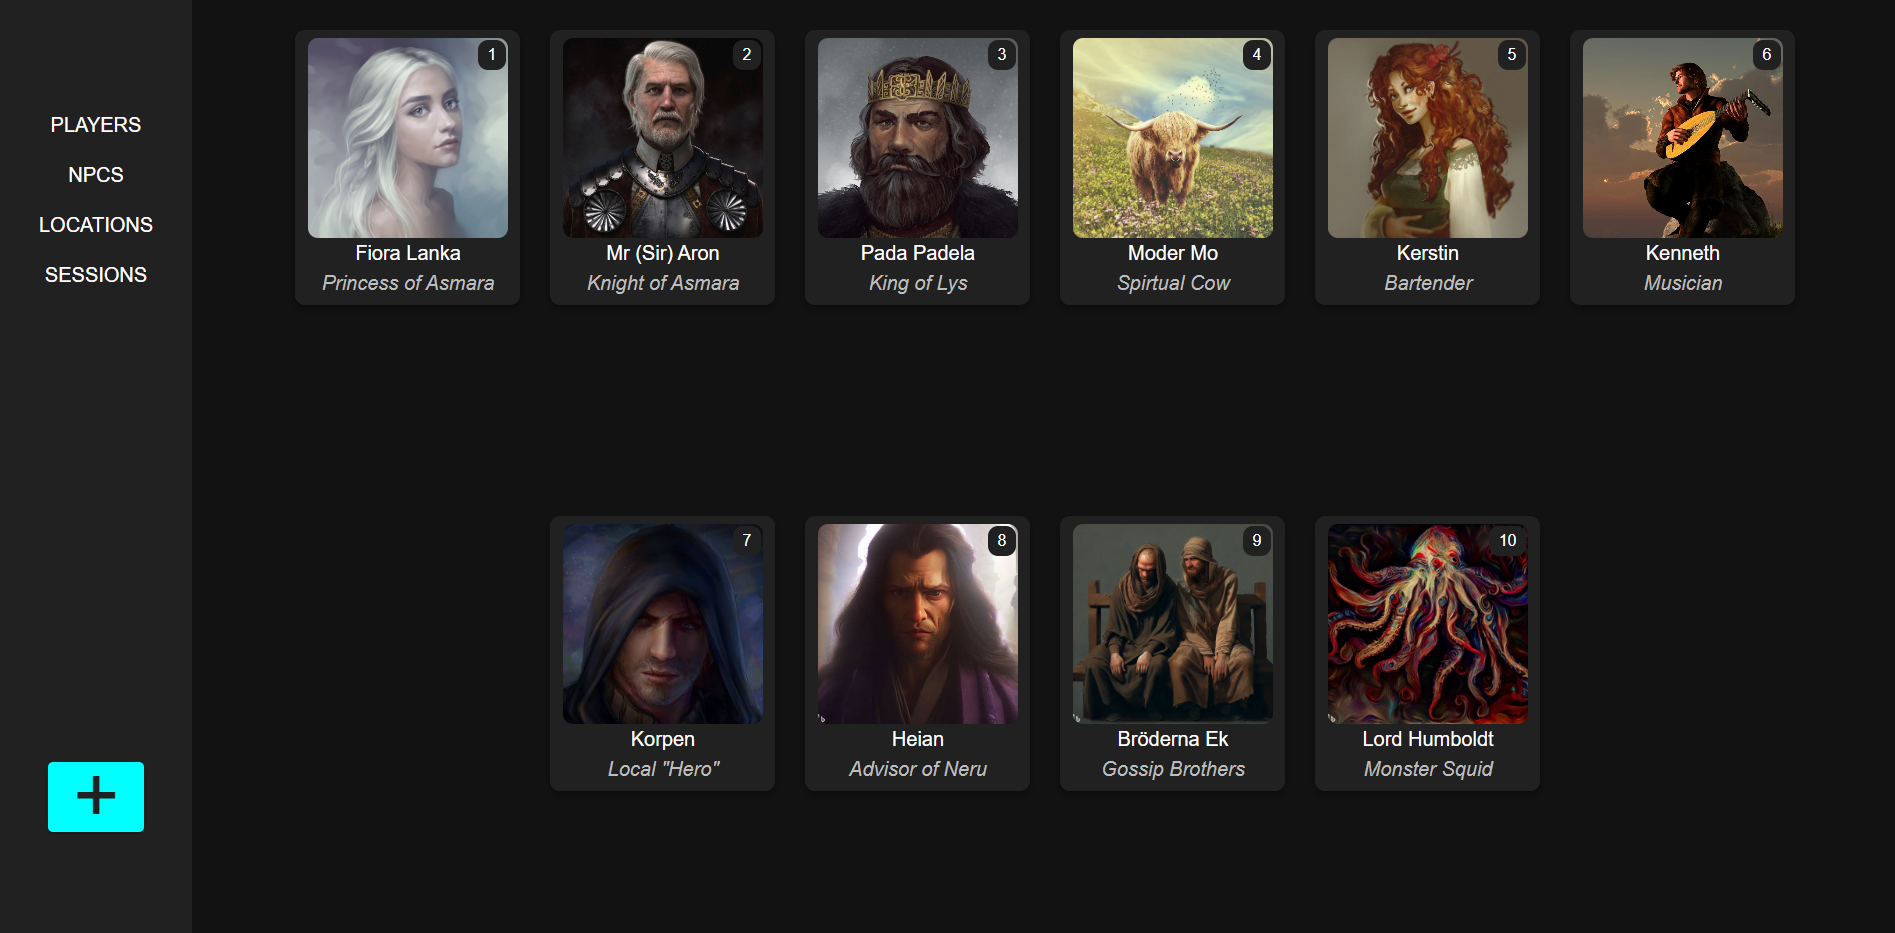 PLAYERS
NPCS
LOCATIONS
SESSIONS
+
1
Fiora Lanka
Princess of Asmara
2
Mr (Sir) Aron
Knight of Asmara
3
Pada Padela
King of Lys
4
Moder Mo
Spirtual Cow
5
Kerstin
Bartender
6
Kenneth
Musician
7
Korpen
Local "Hero"
8
Heian
Advisor of Neru
9
Bröderna Ek
Gossip Brothers
10
Lord Humboldt
Monster Squid